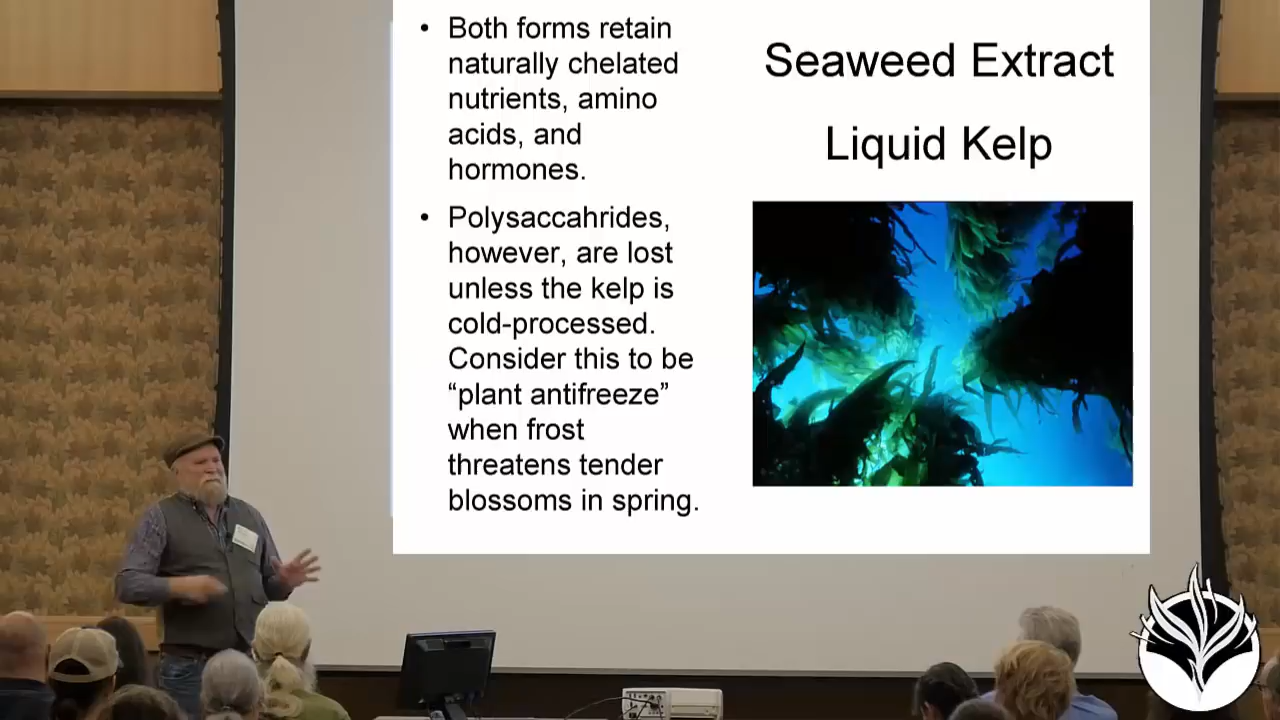 • Both forms retain
naturally chelated
nutrients, amino
acids, and
hormones.
• Polysaccahrides,
however, are lost
unless the kelp is
cold-processed.
Consider this to be
“plant antifreeze”
when frost
threatens tender
blossoms in spring.
Seaweed Extract
Liquid Kelp